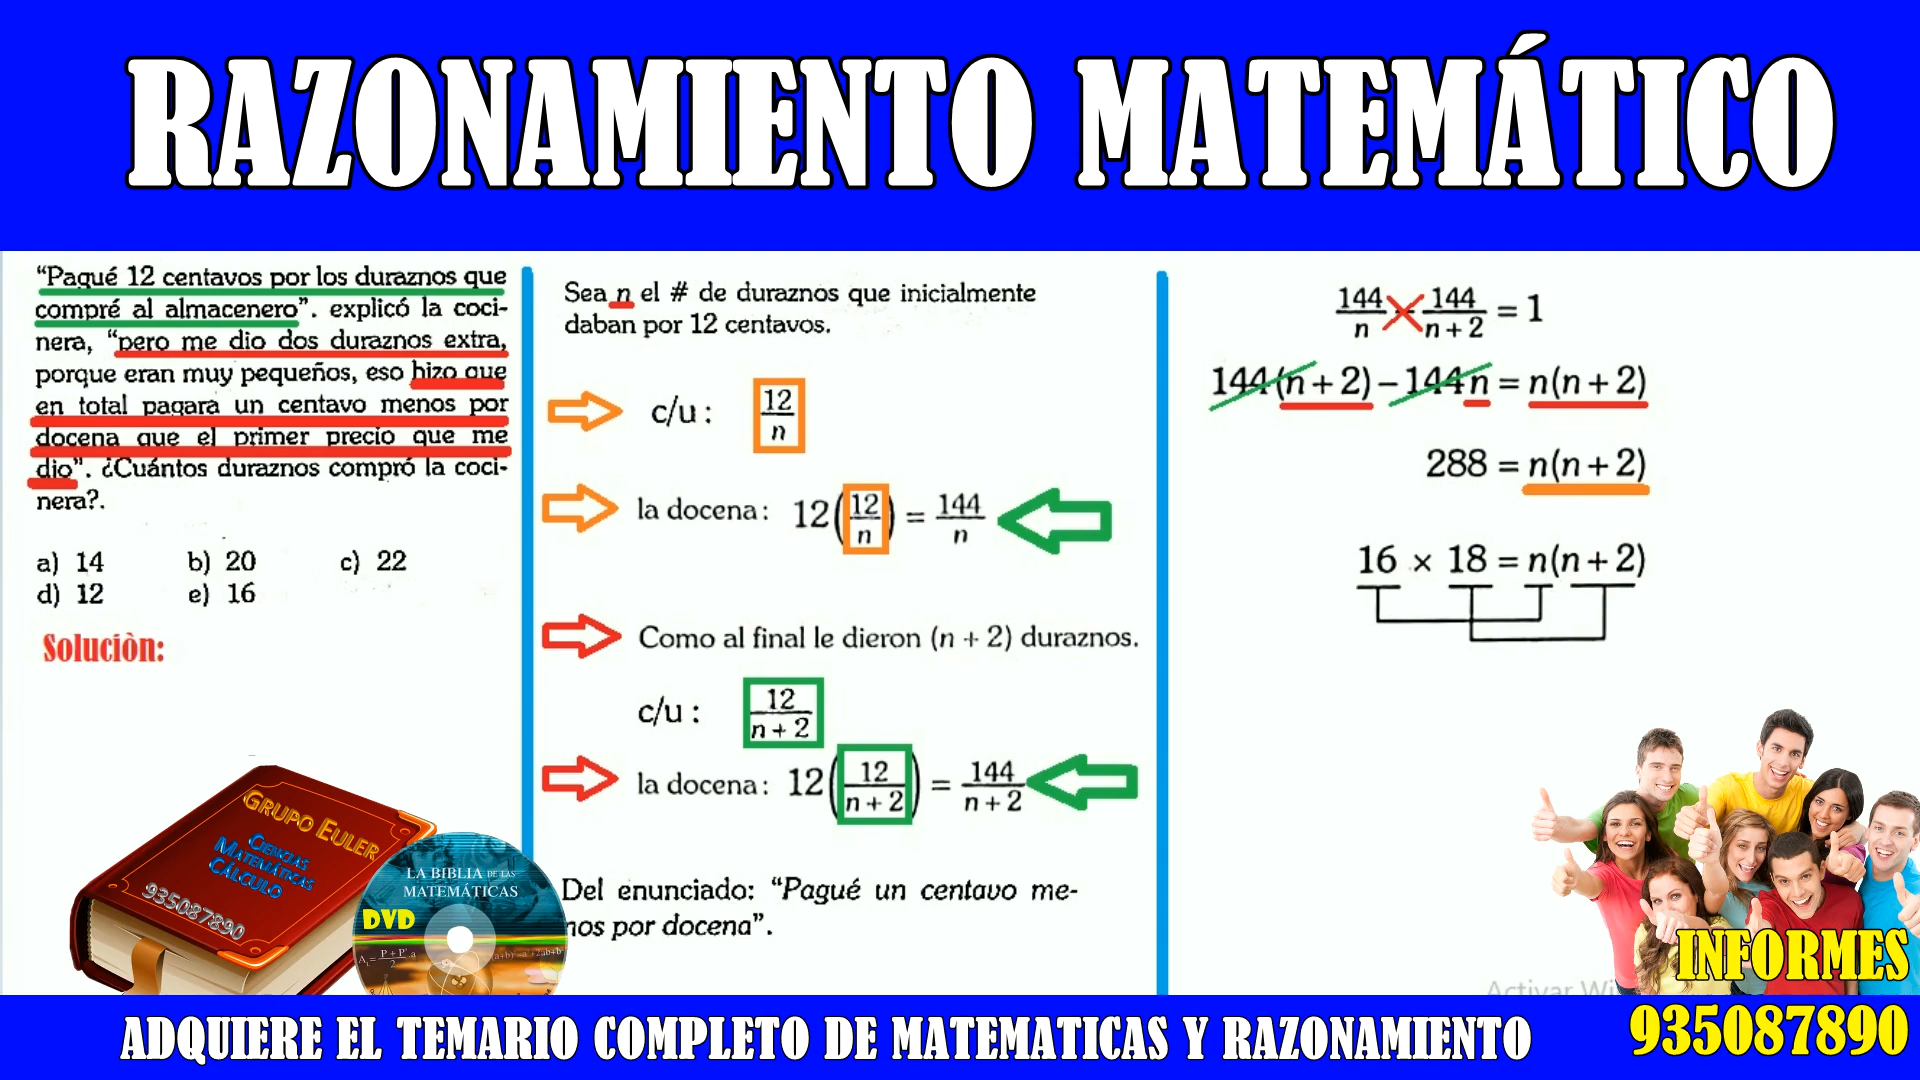 RAZONAMIENTO MATEMÁTICO
“Pagué 12 centavos por los duraznos que
compré al almacenero”. explicó la coci-
nera, “pero me dio dos duraznos extra,
porque eran muy pequeños, eso hizo que
en total pagara un centavo menos por
docena que el primer precio que me
dio”. ¿Cuántos duraznos compró la coci-
nera?.
a) 14 b) 20 c) 22
d) 12 e) 16
Soluciòn:
GRUPO EULER
CIENCIAS
MATEMÁTICAS
CÁLCULO
935087890
LA BIBLIA DE LAS
MATEMÁTICAS
DVD
Sea n el # de duraznos que inicialmente
daban por 12 centavos.
c/u : 12/n
la docena : 12(12/n) = 144/n
Como al final le dieron (n + 2) duraznos.
c/u : 12/(n + 2)
la docena : 12(12/(n + 2)) = 144/(n + 2)
Del enunciado: “Pagué un centavo me-
nos por docena”.
144/n - 144/(n + 2) = 1
144(n + 2) – 144n = n(n + 2)
288 = n(n + 2)
16 × 18 = n(n + 2)
Activar Wi
INFORMES
935087890
ADQUIERE EL TEMARIO COMPLETO DE MATEMATICAS Y RAZONAMIENTO